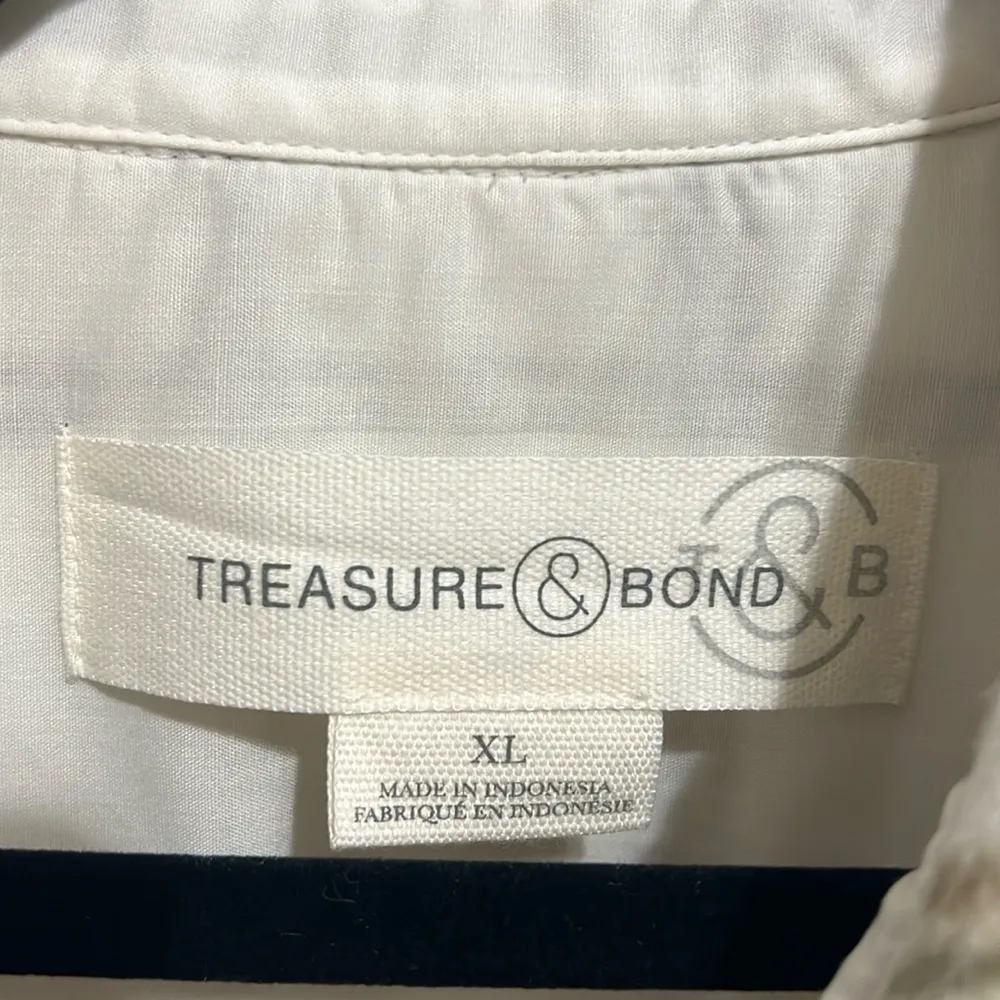 TREASURE & BOND
T & B
XL
MADE IN INDONESIA
FABRIQUÉ EN INDONÉSIE